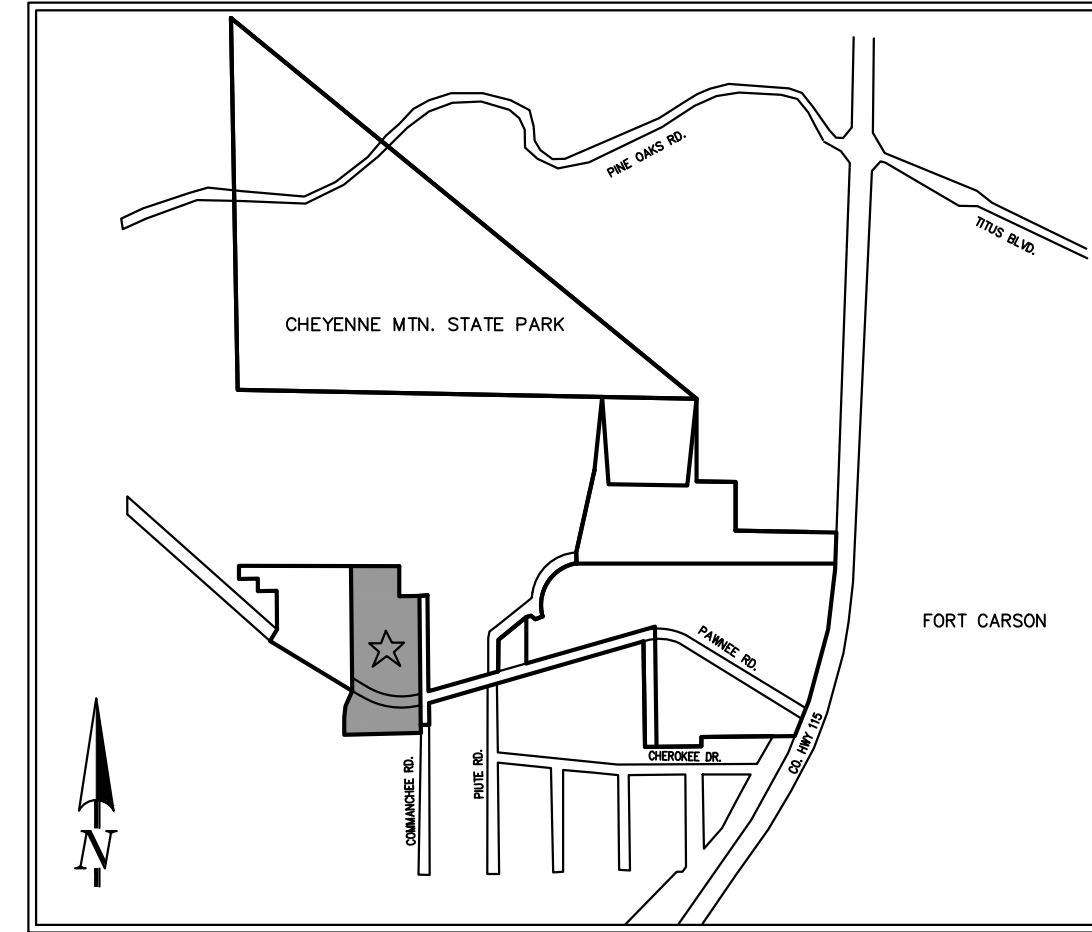 PINE OAKS RD.
TITUS BLVD.
CHEYENNE MTN. STATE PARK
FORT CARSON
PAWNEE RD.
CO. HWY 115
CHEROKEE DR.
PIUTE RD.
COMMANCHEE RD.
N